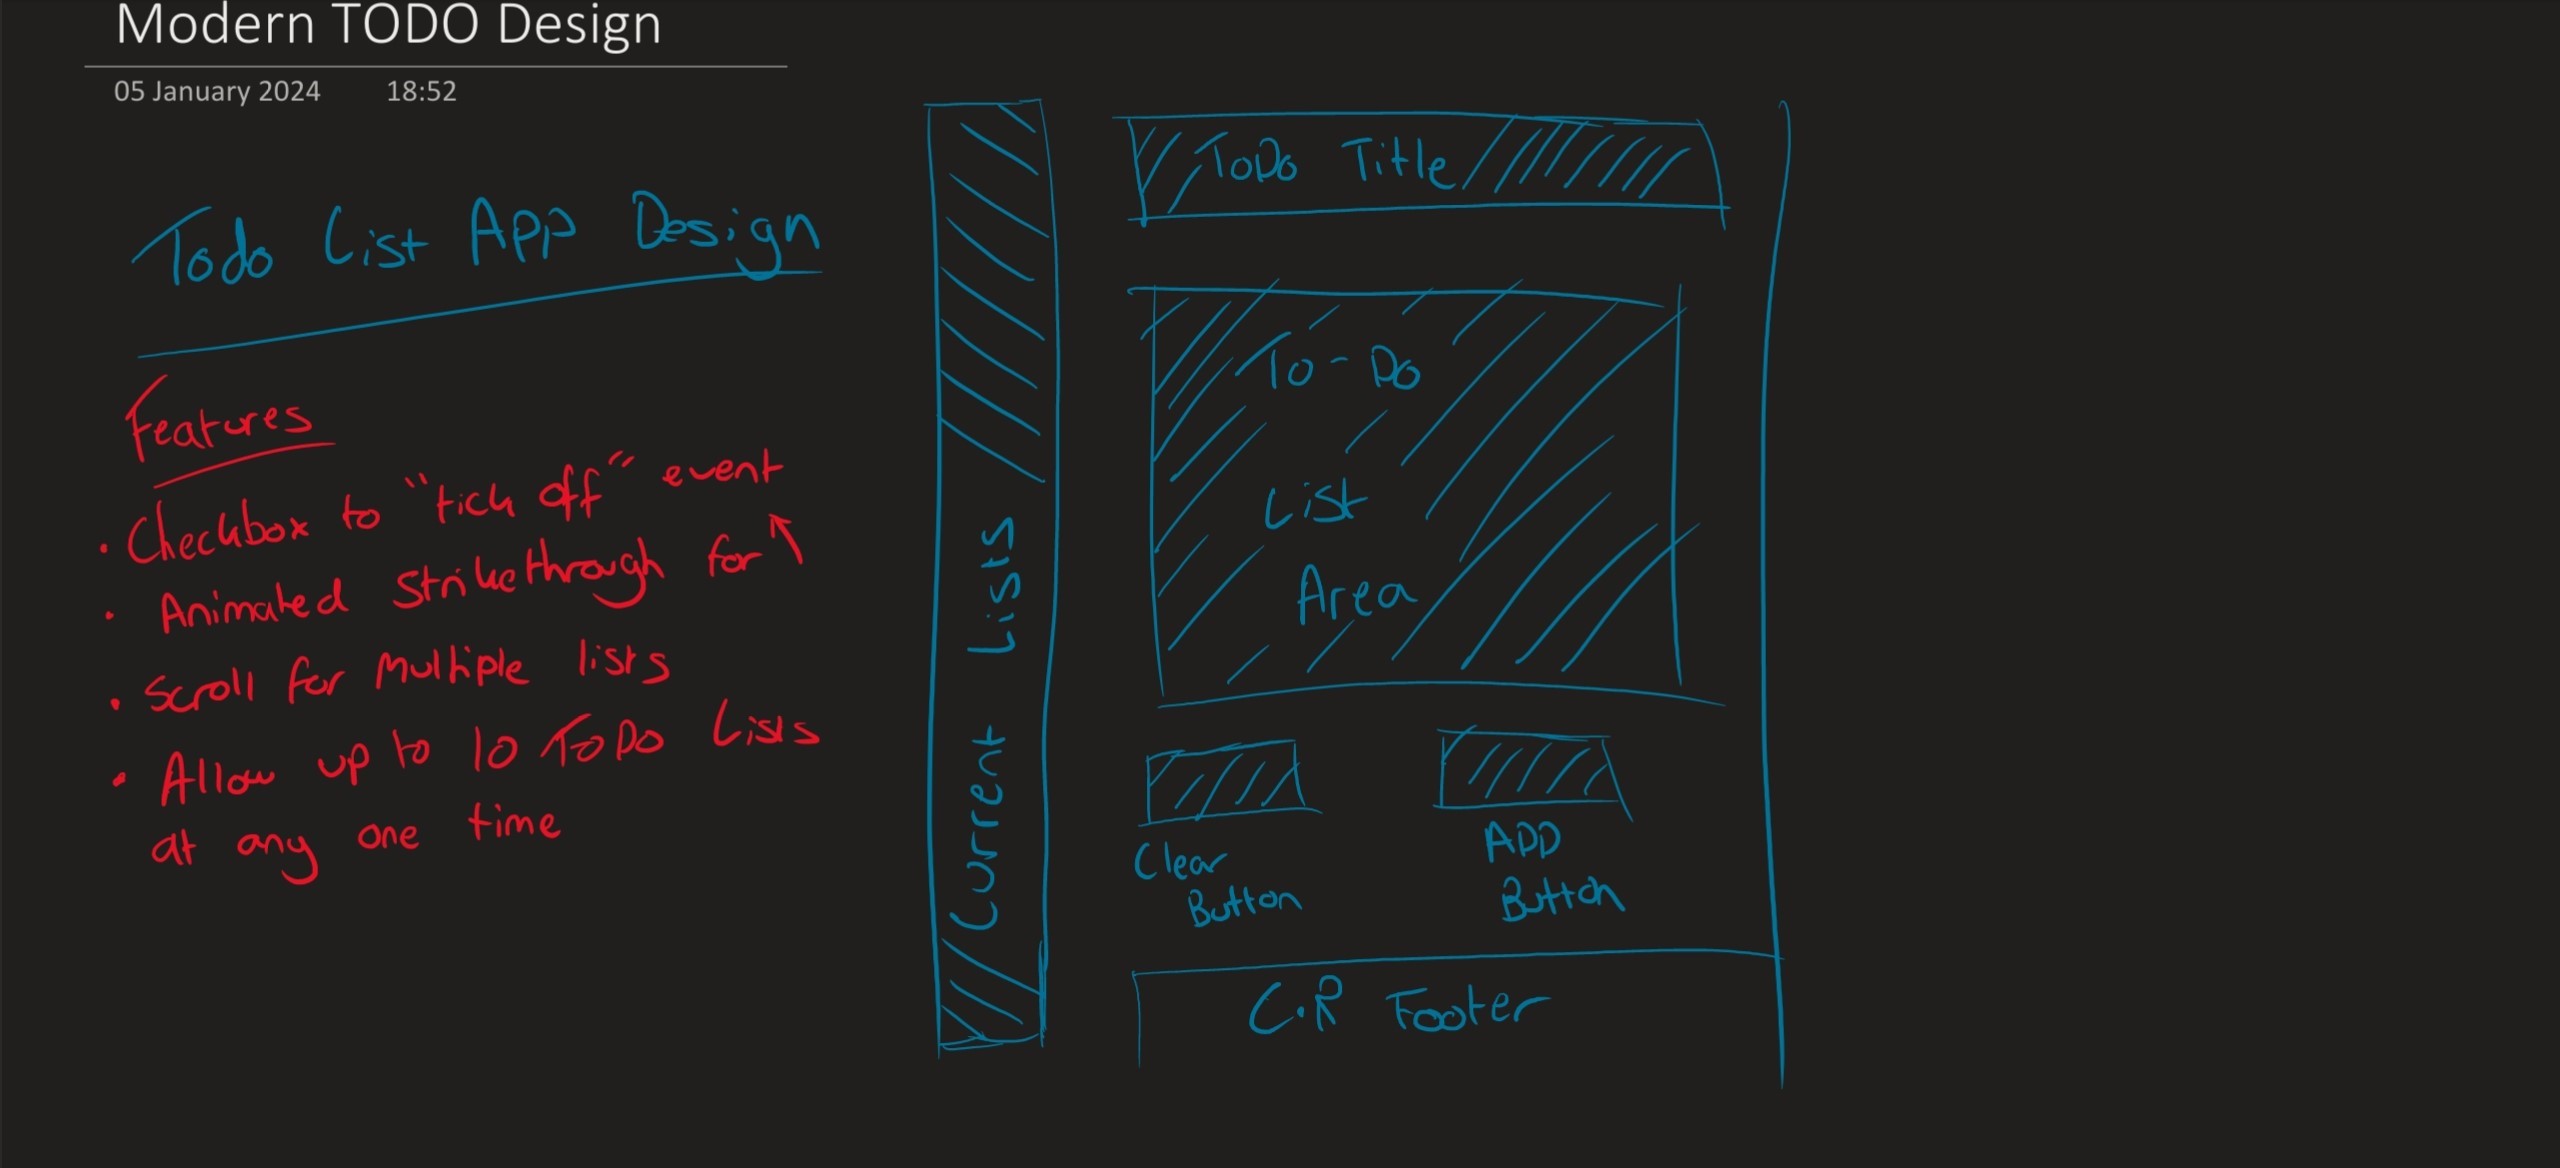 Modern TODO Design
05 January 2024 18:52
Todo List App Design
Features
• Checkbox to "tick off" event
• Animated Strikethrough for ↑
• Scroll for Multiple lists
• Allow up to 10 ToDo Lists
at any one time
Current Lists
ToDo Title
To-Do
List
Area
Clear
Button
ADD
Button
C.R Footer